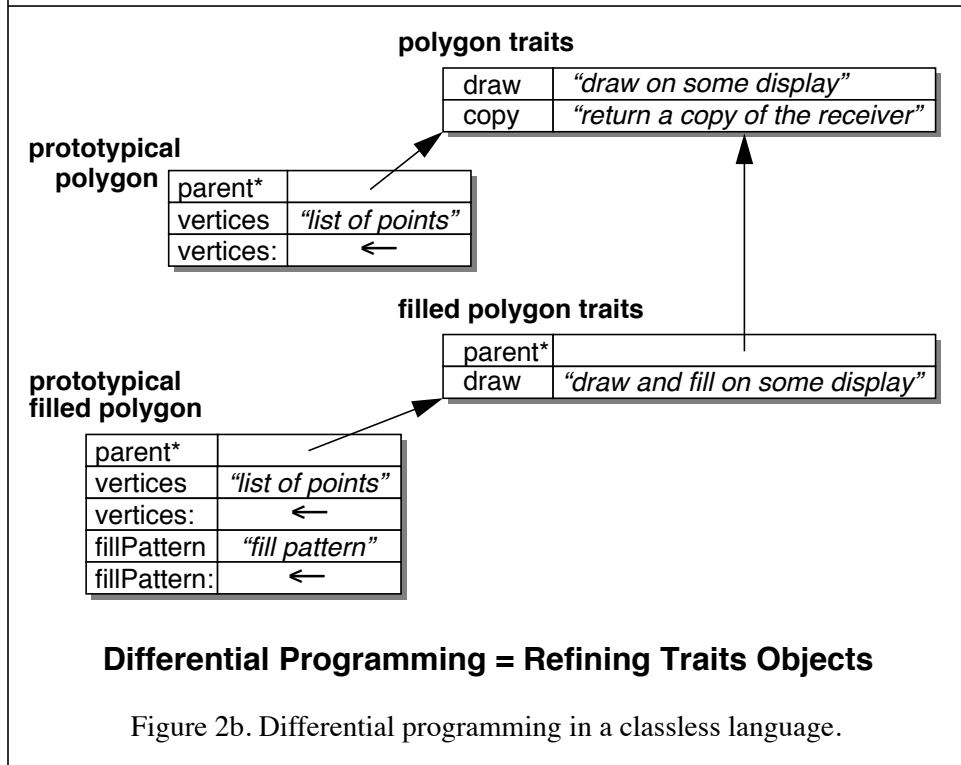 polygon traits
draw “draw on some display”
copy “return a copy of the receiver”
prototypical
polygon
parent*
vertices “list of points”
vertices: ←
filled polygon traits
parent*
draw “draw and fill on some display”
prototypical
filled polygon
parent*
vertices “list of points”
vertices: ←
fillPattern “fill pattern”
fillPattern: ←
Differential Programming = Refining Traits Objects
Figure 2b. Differential programming in a classless language.